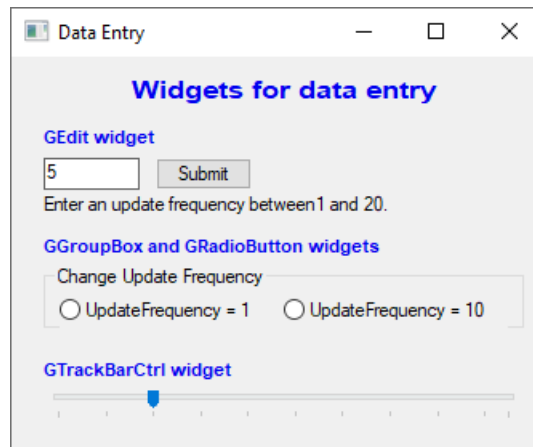 Data Entry
Widgets for data entry
GEdit widget
5 Submit
Enter an update frequency between1 and 20.
GGroupBox and GRadioButton widgets
Change Update Frequency
UpdateFrequency = 1 UpdateFrequency = 10
GTrackBarCtrl widget